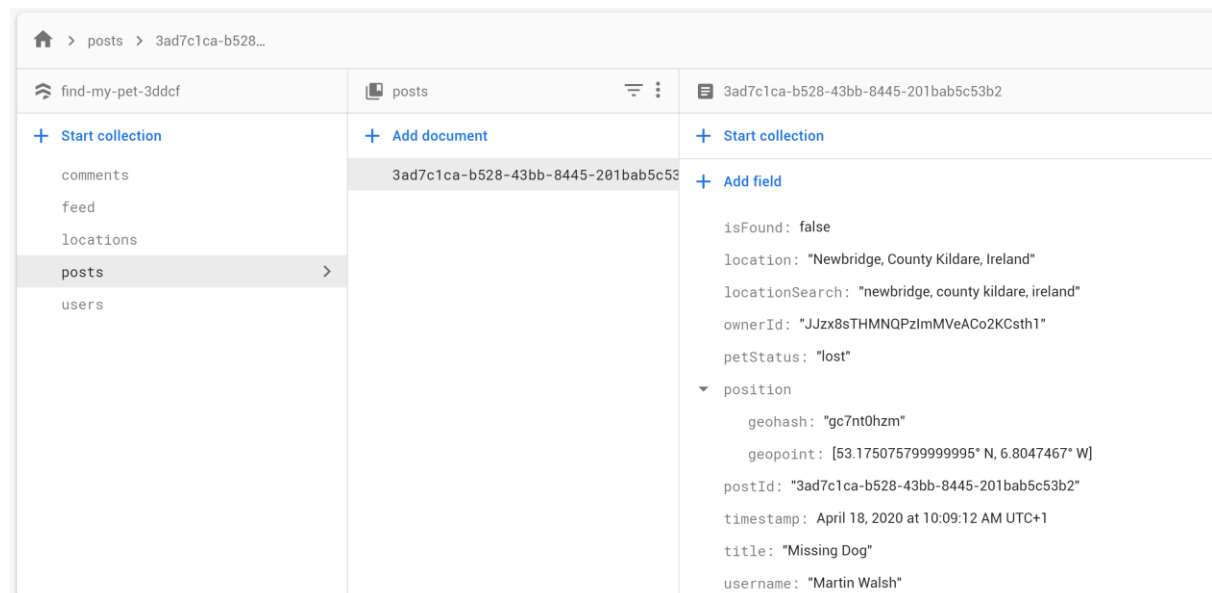 posts > 3ad7c1ca-b528…
find-my-pet-3ddcf
+ Start collection
comments
feed
locations
posts
users
posts
+ Add document
3ad7c1ca-b528-43bb-8445-201bab5c53
3ad7c1ca-b528-43bb-8445-201bab5c53b2
+ Start collection
+ Add field
isFound: false
location: "Newbridge, County Kildare, Ireland"
locationSearch: "newbridge, county kildare, ireland"
ownerId: "JJzx8sTHMNQPzImMVeACo2KCsth1"
petStatus: "lost"
position
geohash: "gc7nt0hzm"
geopoint: [53.175075799999995° N, 6.8047467° W]
postId: "3ad7c1ca-b528-43bb-8445-201bab5c53b2"
timestamp: April 18, 2020 at 10:09:12 AM UTC+1
title: "Missing Dog"
username: "Martin Walsh"